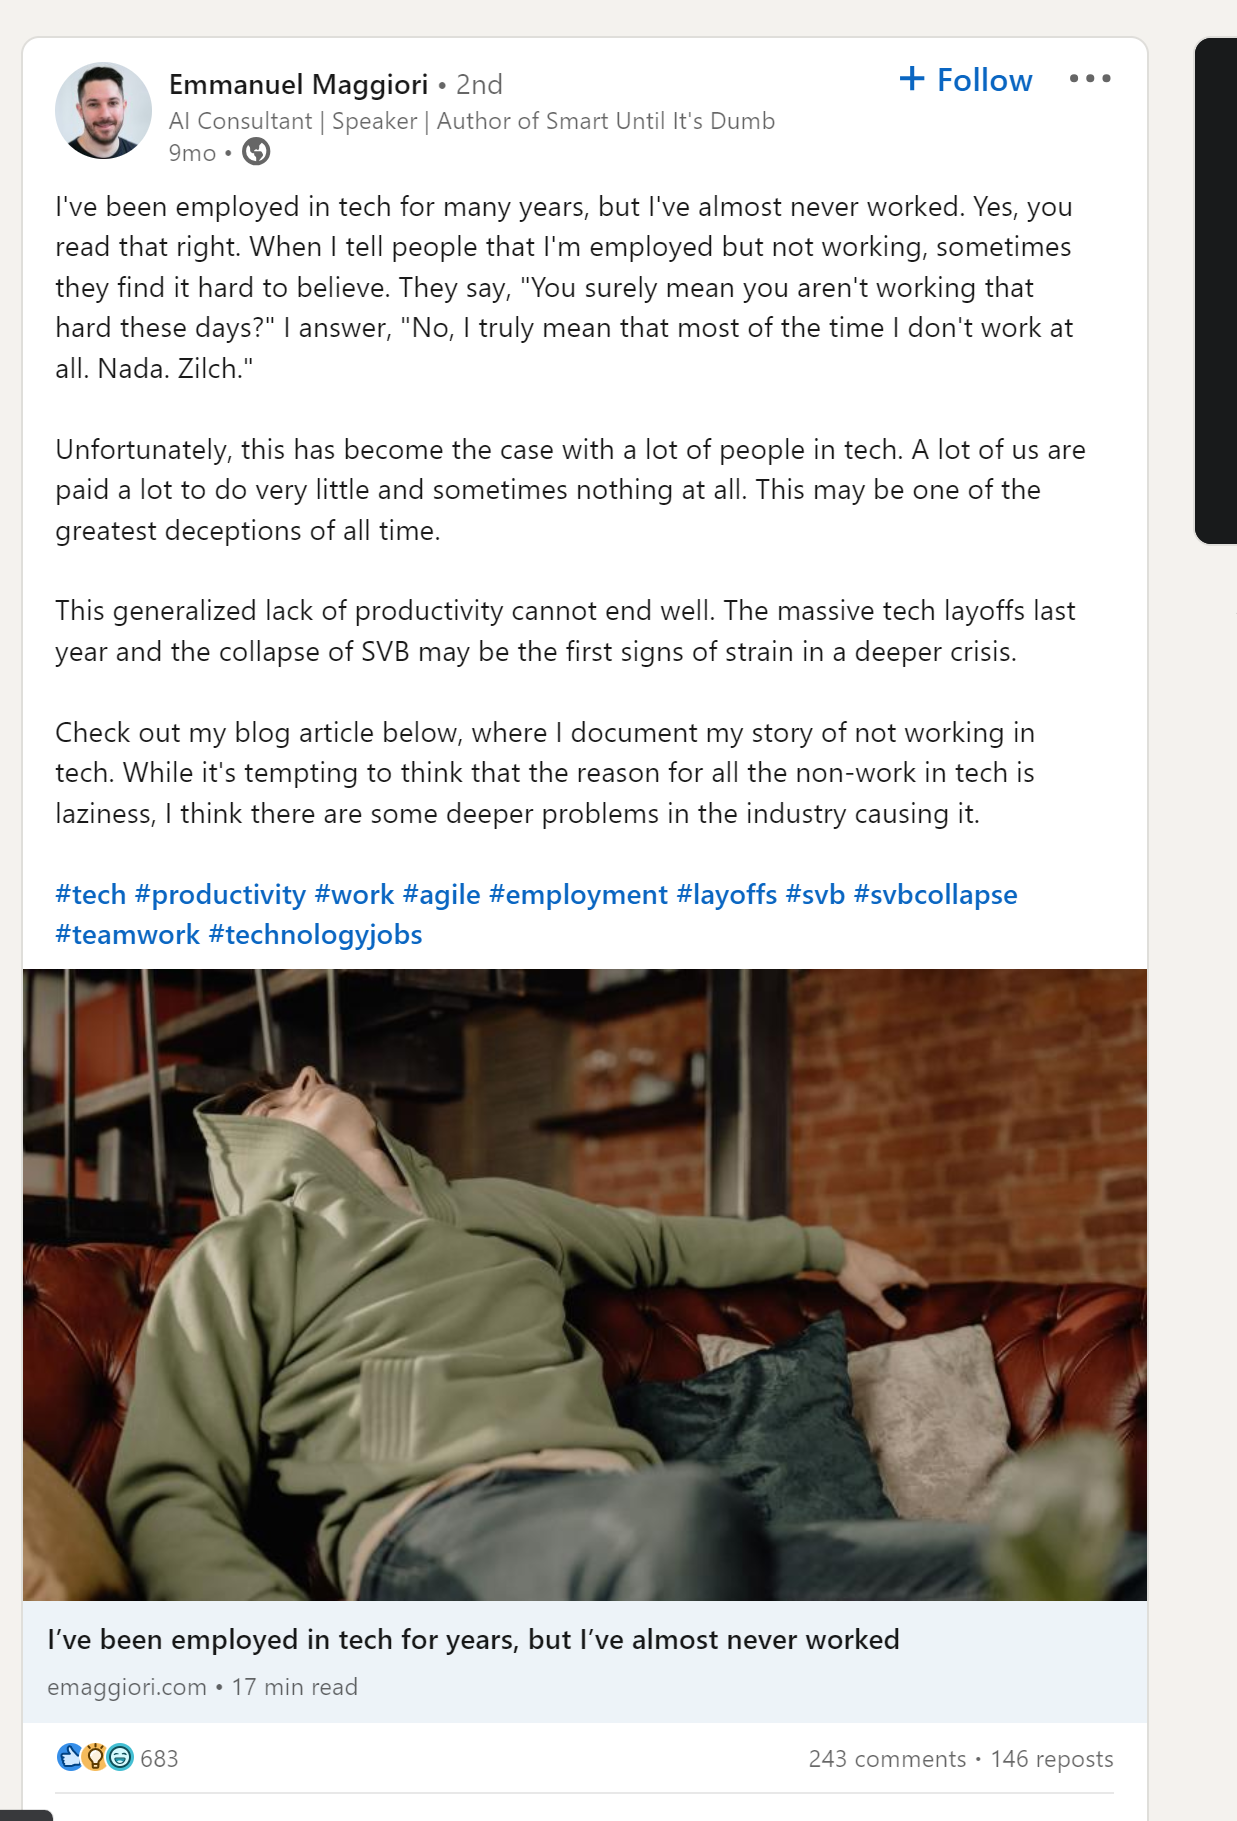 Emmanuel Maggiori • 2nd
+ Follow
AI Consultant | Speaker | Author of Smart Until It's Dumb
9mo •
I've been employed in tech for many years, but I've almost never worked. Yes, you
read that right. When I tell people that I'm employed but not working, sometimes
they find it hard to believe. They say, "You surely mean you aren't working that
hard these days?" I answer, "No, I truly mean that most of the time I don't work at
all. Nada. Zilch."
Unfortunately, this has become the case with a lot of people in tech. A lot of us are
paid a lot to do very little and sometimes nothing at all. This may be one of the
greatest deceptions of all time.
This generalized lack of productivity cannot end well. The massive tech layoffs last
year and the collapse of SVB may be the first signs of strain in a deeper crisis.
Check out my blog article below, where I document my story of not working in
tech. While it's tempting to think that the reason for all the non-work in tech is
laziness, I think there are some deeper problems in the industry causing it.
#tech #productivity #work #agile #employment #layoffs #svb #svbcollapse
#teamwork #technologyjobs
I’ve been employed in tech for years, but I’ve almost never worked
emaggiori.com • 17 min read
683
243 comments • 146 reposts